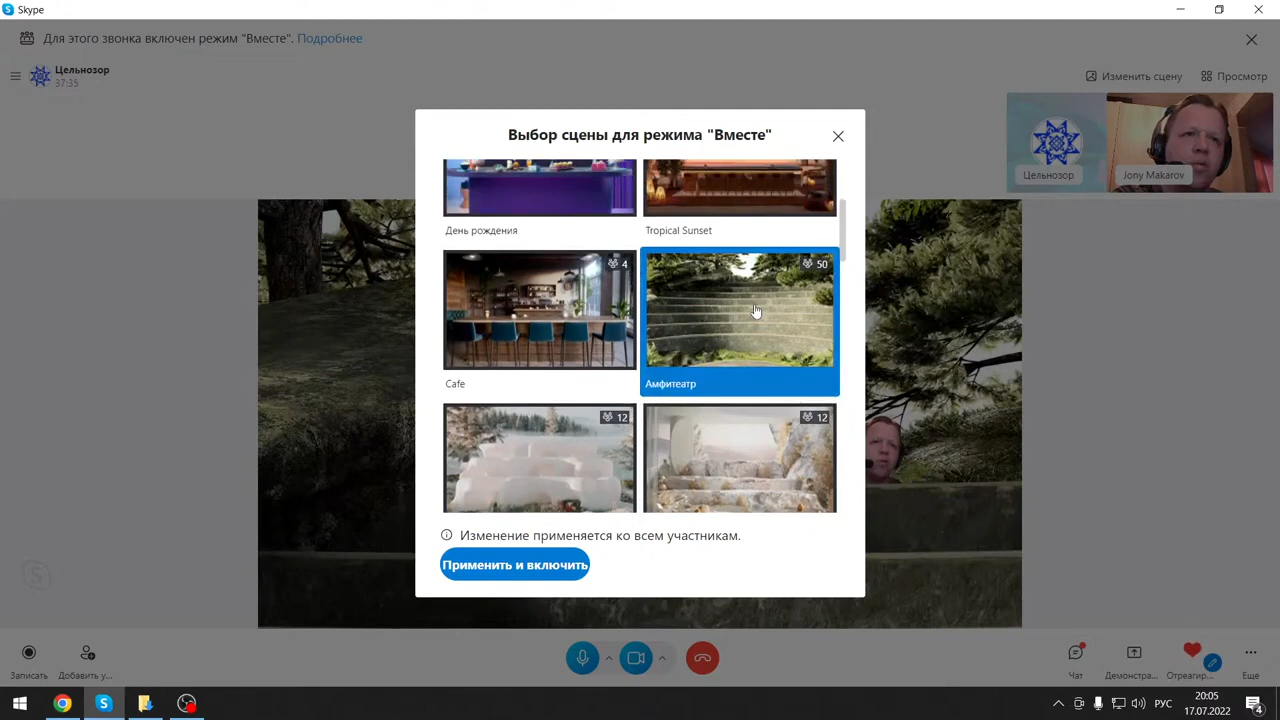 Skype
Для этого звонка включен режим "Вместе". Подробнее
Цельнозор
37:35
Изменить сцену
Просмотр
Цельнозор
Jony Makarov
Выбор сцены для режима "Вместе"
День рождения
Tropical Sunset
4
50
Cafe
Амфитеатр
12
12
Изменение применяется ко всем участникам.
Применить и включить
Записать
Добавить у...
Чат
Демонстра...
Отреагир...
Еще
РУС
20:05
17.07.2022
4